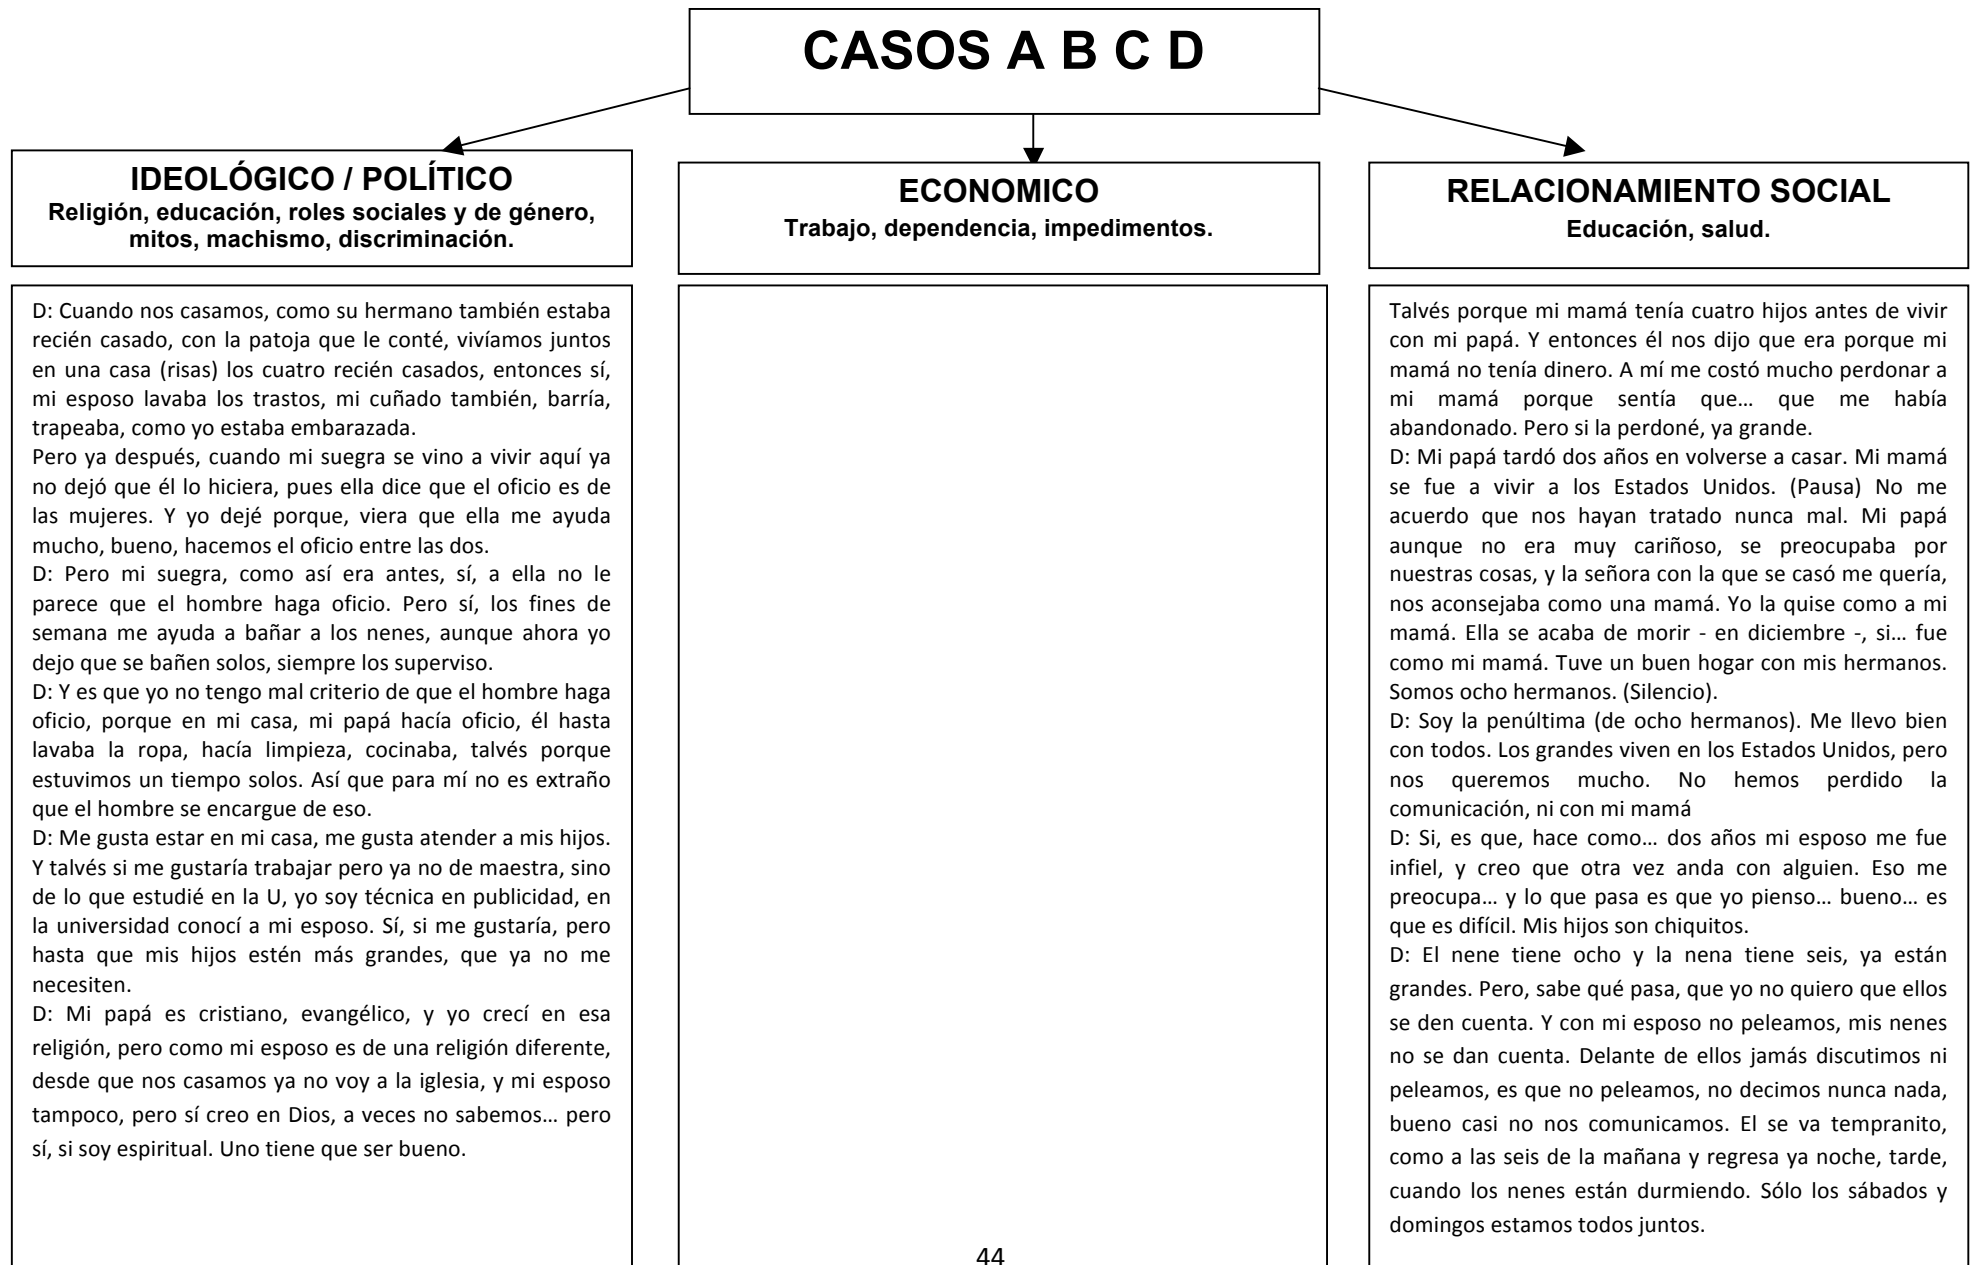 CASOS A B C D
IDEOLÓGICO / POLÍTICO
Religión, educación, roles sociales y de género,
mitos, machismo, discriminación.
ECONOMICO
Trabajo, dependencia, impedimentos.
RELACIONAMIENTO SOCIAL
Educación, salud.
D: Cuando nos casamos, como su hermano también estaba
recién casado, con la patoja que le conté, vivíamos juntos
en una casa (risas) los cuatro recién casados, entonces sí,
mi esposo lavaba los trastos, mi cuñado también, barría,
trapeaba, como yo estaba embarazada.
Pero ya después, cuando mi suegra se vino a vivir aquí ya
no dejó que él lo hiciera, pues ella dice que el oficio es de
las mujeres. Y yo dejé porque, viera que ella me ayuda
mucho, bueno, hacemos el oficio entre las dos.
D: Pero mi suegra, como así era antes, sí, a ella no le
parece que el hombre haga oficio. Pero sí, los fines de
semana me ayuda a bañar a los nenes, aunque ahora yo
dejo que se bañen solos, siempre los superviso.
D: Y es que yo no tengo mal criterio de que el hombre haga
oficio, porque en mi casa, mi papá hacía oficio, él hasta
lavaba la ropa, hacía limpieza, cocinaba, talvés porque
estuvimos un tiempo solos. Así que para mí no es extraño
que el hombre se encargue de eso.
D: Me gusta estar en mi casa, me gusta atender a mis hijos.
Y talvés si me gustaría trabajar pero ya no de maestra, sino
de lo que estudié en la U, yo soy técnica en publicidad, en
la universidad conocí a mi esposo. Sí, si me gustaría, pero
hasta que mis hijos estén más grandes, que ya no me
necesiten.
D: Mi papá es cristiano, evangélico, y yo crecí en esa
religión, pero como mi esposo es de una religión diferente,
desde que nos casamos ya no voy a la iglesia, y mi esposo
tampoco, pero sí creo en Dios, a veces no sabemos… pero
sí, si soy espiritual. Uno tiene que ser bueno.
Talvés porque mi mamá tenía cuatro hijos antes de vivir
con mi papá. Y entonces él nos dijo que era porque mi
mamá no tenía dinero. A mí me costó mucho perdonar a
mi mamá porque sentía que… que me había
abandonado. Pero si la perdoné, ya grande.
D: Mi papá tardó dos años en volverse a casar. Mi mamá
se fue a vivir a los Estados Unidos. (Pausa) No me
acuerdo que nos hayan tratado nunca mal. Mi papá
aunque no era muy cariñoso, se preocupaba por
nuestras cosas, y la señora con la que se casó me quería,
nos aconsejaba como una mamá. Yo la quise como a mi
mamá. Ella se acaba de morir - en diciembre -, si… fue
como mi mamá. Tuve un buen hogar con mis hermanos.
Somos ocho hermanos. (Silencio).
D: Soy la penúltima (de ocho hermanos). Me llevo bien
con todos. Los grandes viven en los Estados Unidos, pero
nos queremos mucho. No hemos perdido la
comunicación, ni con mi mamá
D: Si, es que, hace como… dos años mi esposo me fue
infiel, y creo que otra vez anda con alguien. Eso me
preocupa… y lo que pasa es que yo pienso… bueno… es
que es difícil. Mis hijos son chiquitos.
D: El nene tiene ocho y la nena tiene seis, ya están
grandes. Pero, sabe qué pasa, que yo no quiero que ellos
se den cuenta. Y con mi esposo no peleamos, mis nenes
no se dan cuenta. Delante de ellos jamás discutimos ni
peleamos, es que no peleamos, no decimos nunca nada,
bueno casi no nos comunicamos. El se va tempranito,
como a las seis de la mañana y regresa ya noche, tarde,
cuando los nenes están durmiendo. Sólo los sábados y
domingos estamos todos juntos.
44